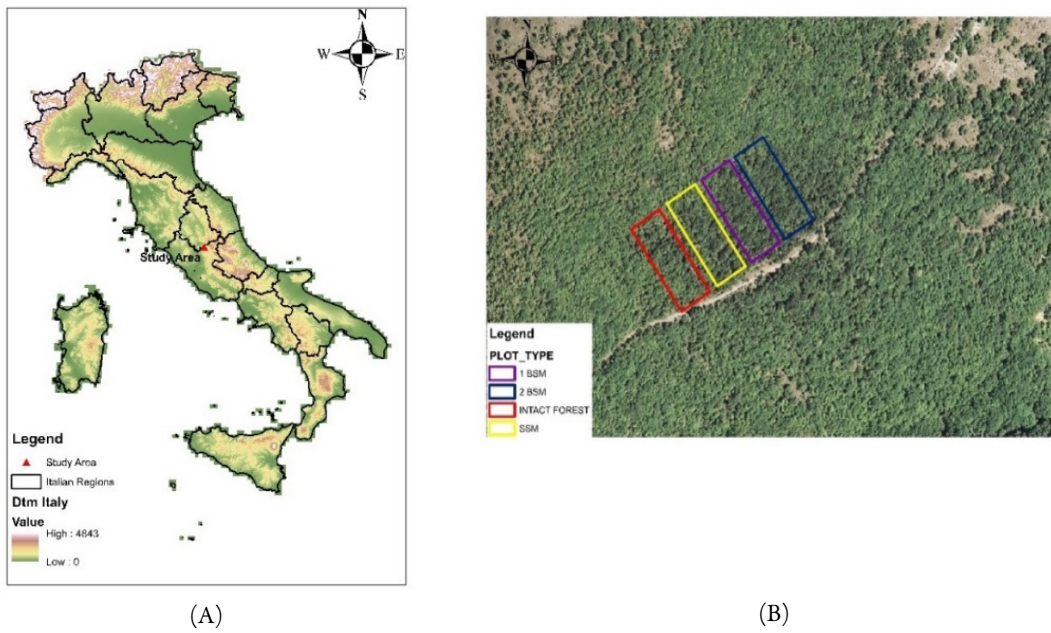 N
W E
S
Study Area
Legend
Study Area
Italian Regions
Dtm Italy
Value
High : 4843
Low : 0
(A)
N
W E
S
Legend
PLOT_TYPE
1 BSM
2 BSM
INTACT FOREST
SSM
(B)